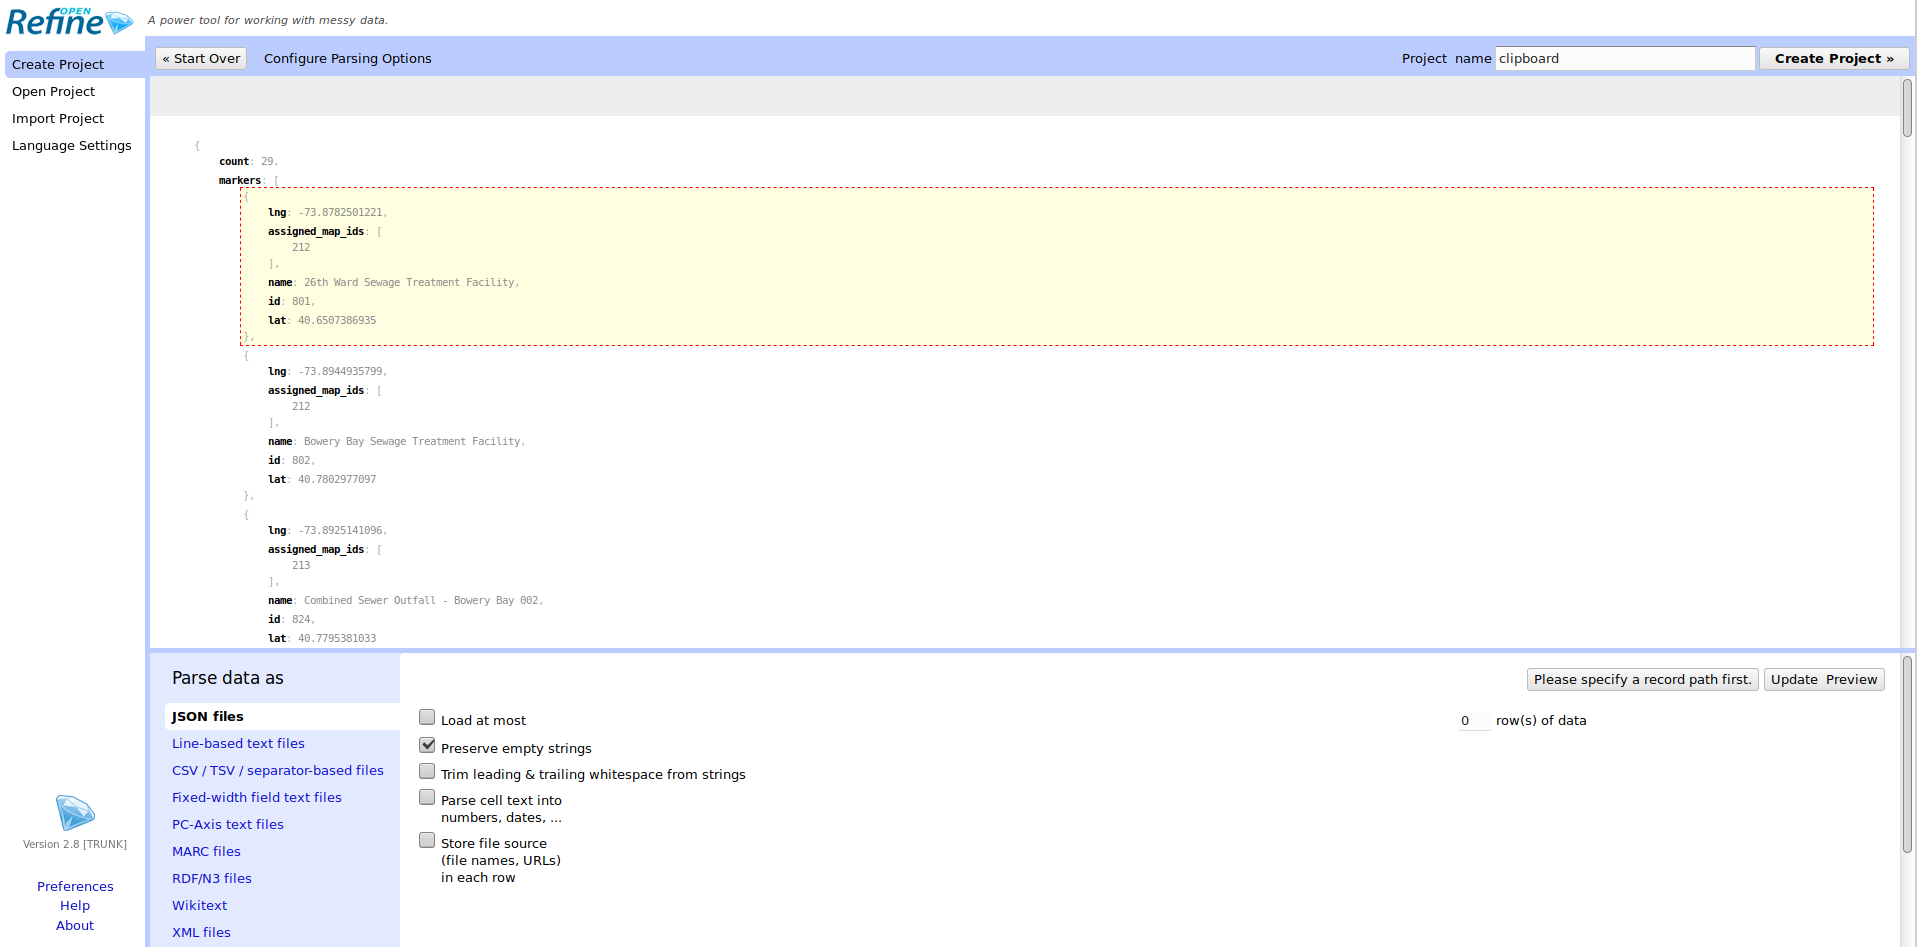 OPEN
Refine
A power tool for working with messy data.
Create Project
Open Project
Import Project
Language Settings
« Start Over
Configure Parsing Options
Project name clipboard
Create Project »
{
count: 29,
markers: [
{
lng: -73.8782501221,
assigned_map_ids: [
212
],
name: 26th Ward Sewage Treatment Facility,
id: 801,
lat: 40.6507386935
},
{
lng: -73.8944935799,
assigned_map_ids: [
212
],
name: Bowery Bay Sewage Treatment Facility,
id: 802,
lat: 40.7802977097
},
{
lng: -73.8925141096,
assigned_map_ids: [
213
],
name: Combined Sewer Outfall - Bowery Bay 002,
id: 824,
lat: 40.7795381033
Parse data as
JSON files
Line-based text files
CSV / TSV / separator-based files
Fixed-width field text files
PC-Axis text files
MARC files
RDF/N3 files
Wikitext
XML files
Please specify a record path first.
Update Preview
Load at most
0 row(s) of data
Preserve empty strings
Trim leading & trailing whitespace from strings
Parse cell text into
numbers, dates, ...
Store file source
(file names, URLs)
in each row
Version 2.8 [TRUNK]
Preferences
Help
About